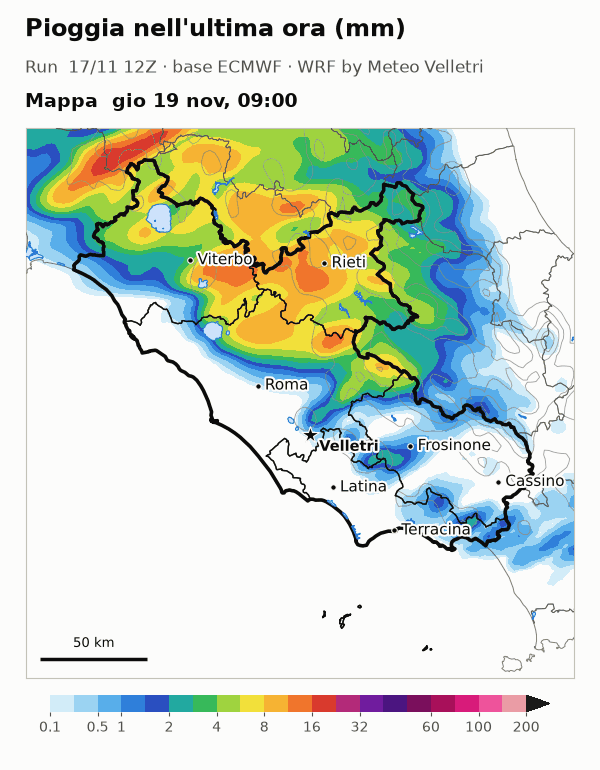 Pioggia nell'ultima ora (mm)
Run  17/11 12Z · base ECMWF · WRF by Meteo Velletri
Mappa  gio 19 nov, 09:00
Viterbo
Rieti
Roma
Velletri
Frosinone
Latina
Cassino
Terracina
50 km
0.1 0.5 1 2 4 8 16 32 60 100 200